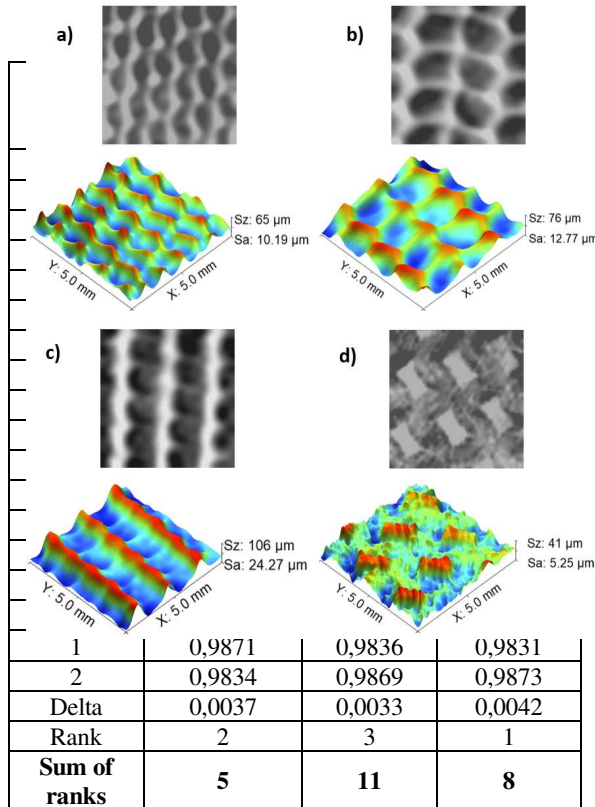 a)
b)
Sz: 65 µm
Sa: 10.19 µm
Y: 5.0 mm
X: 5.0 mm
Sz: 76 µm
Sa: 12.77 µm
Y: 5.0 mm
X: 5.0 mm
c)
d)
Sz: 106 µm
Sa: 24.27 µm
Y: 5.0 mm
X: 5.0 mm
Sz: 41 µm
Sa: 5.25 µm
Y: 5.0 mm
X: 5.0 mm
1 0,9871 0,9836 0,9831
2 0,9834 0,9869 0,9873
Delta 0,0037 0,0033 0,0042
Rank 2 3 1
Sum of ranks 5 11 8